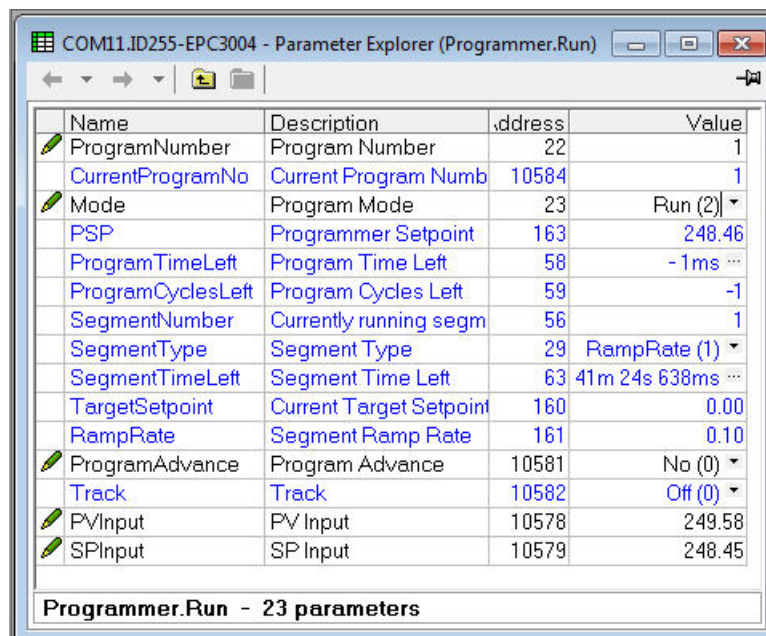 COM11.ID255-EPC3004 - Parameter Explorer (Programmer.Run)
Name Description ddress Value
ProgramNumber Program Number 22 1
CurrentProgramNo Current Program Numb 10584 1
Mode Program Mode 23 Run (2)
PSP Programmer Setpoint 163 248.46
ProgramTimeLeft Program Time Left 58 -1ms ...
ProgramCyclesLeft Program Cycles Left 59 -1
SegmentNumber Currently running segm 56 1
SegmentType Segment Type 29 RampRate (1)
SegmentTimeLeft Segment Time Left 63 41m 24s 638ms ...
TargetSetpoint Current Target Setpoint 160 0.00
RampRate Segment Ramp Rate 161 0.10
ProgramAdvance Program Advance 10581 No (0)
Track Track 10582 Off (0)
PVInput PV Input 10578 249.58
SPInput SP Input 10579 248.45
Programmer.Run - 23 parameters